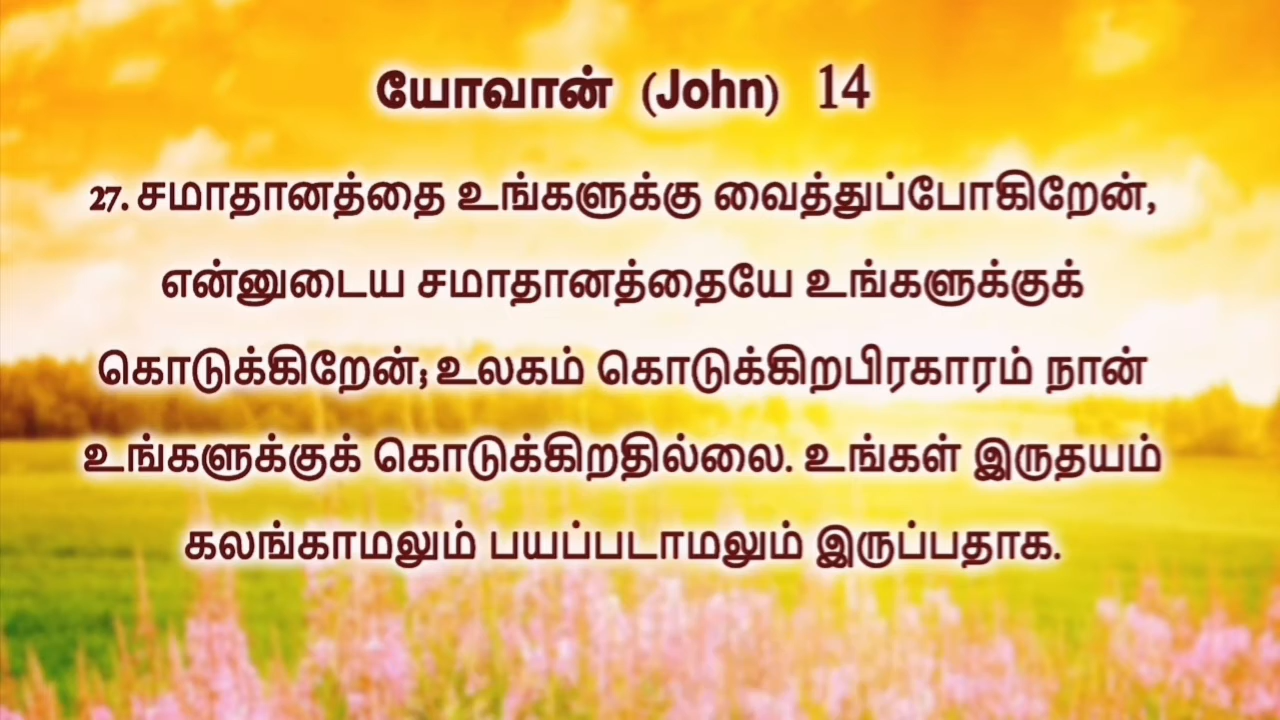 யோவான் (John) 14
27. சமாதானத்தை உங்களுக்கு வைத்துப்போகிறேன்,
என்னுடைய சமாதானத்தையே உங்களுக்குக்
கொடுக்கிறேன்; உலகம் கொடுக்கிறபிரகாரம் நான்
உங்களுக்குக் கொடுக்கிறதில்லை. உங்கள் இருதயம்
கலங்காமலும் பயப்படாமலும் இருப்பதாக.